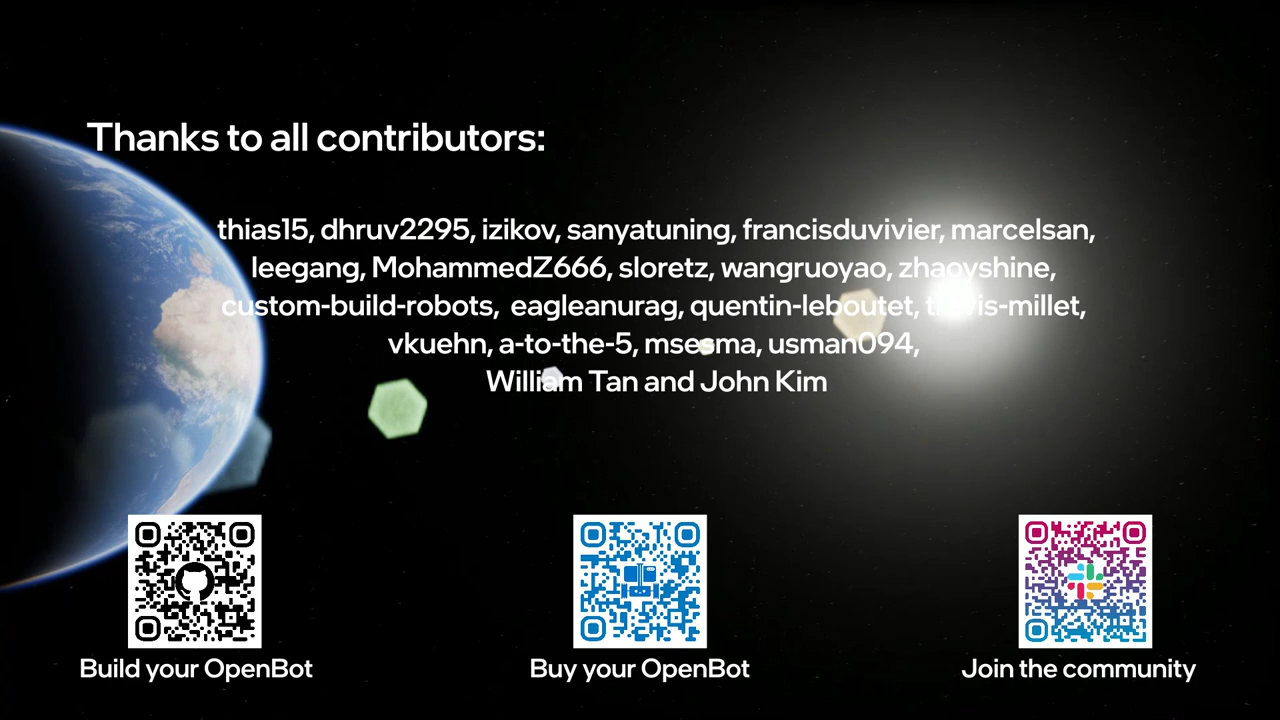 Thanks to all contributors:
thias15, dhruv2295, izikov, sanyatuning, francisduvivier, marcelsan,
leegang, MohammedZ666, sloretz, wangruoyao, zhaoyshine,
custom-build-robots, eagleanurag, quentin-leboutet, travis-millet,
vkuehn, a-to-the-5, msesma, usman094,
William Tan and John Kim
Build your OpenBot
Buy your OpenBot
Join the community